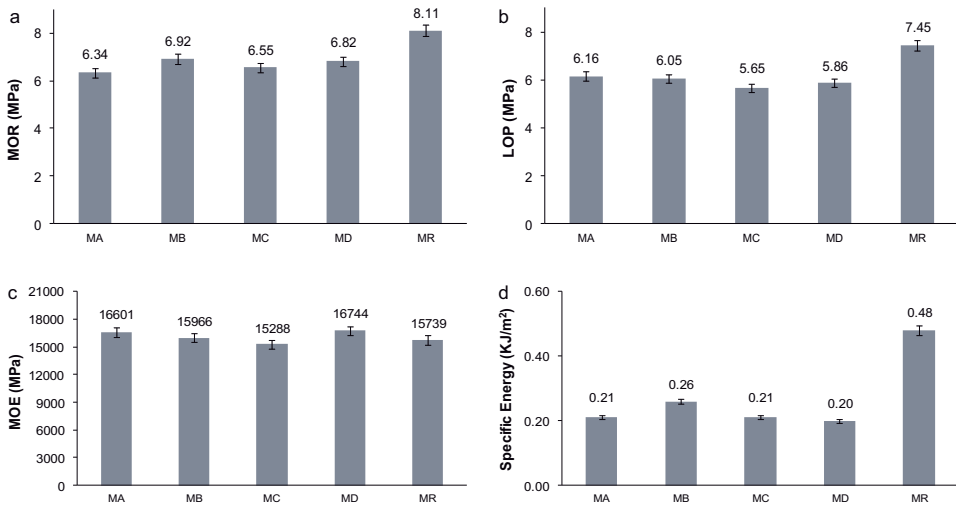 a
MOR (MPa)
8
6
4
2
0
6.34
6.92
6.55
6.82
8.11
MA
MB
MC
MD
MR
b
LOP (MPa)
8
6
4
2
0
6.16
6.05
5.65
5.86
7.45
MA
MB
MC
MD
MR
c
MOE (MPa)
21000
18000
15000
12000
9000
6000
3000
0
16601
15966
15288
16744
15739
MA
MB
MC
MD
MR
d
Specific Energy (KJ/m²)
0.60
0.40
0.20
0.00
0.21
0.26
0.21
0.20
0.48
MA
MB
MC
MD
MR